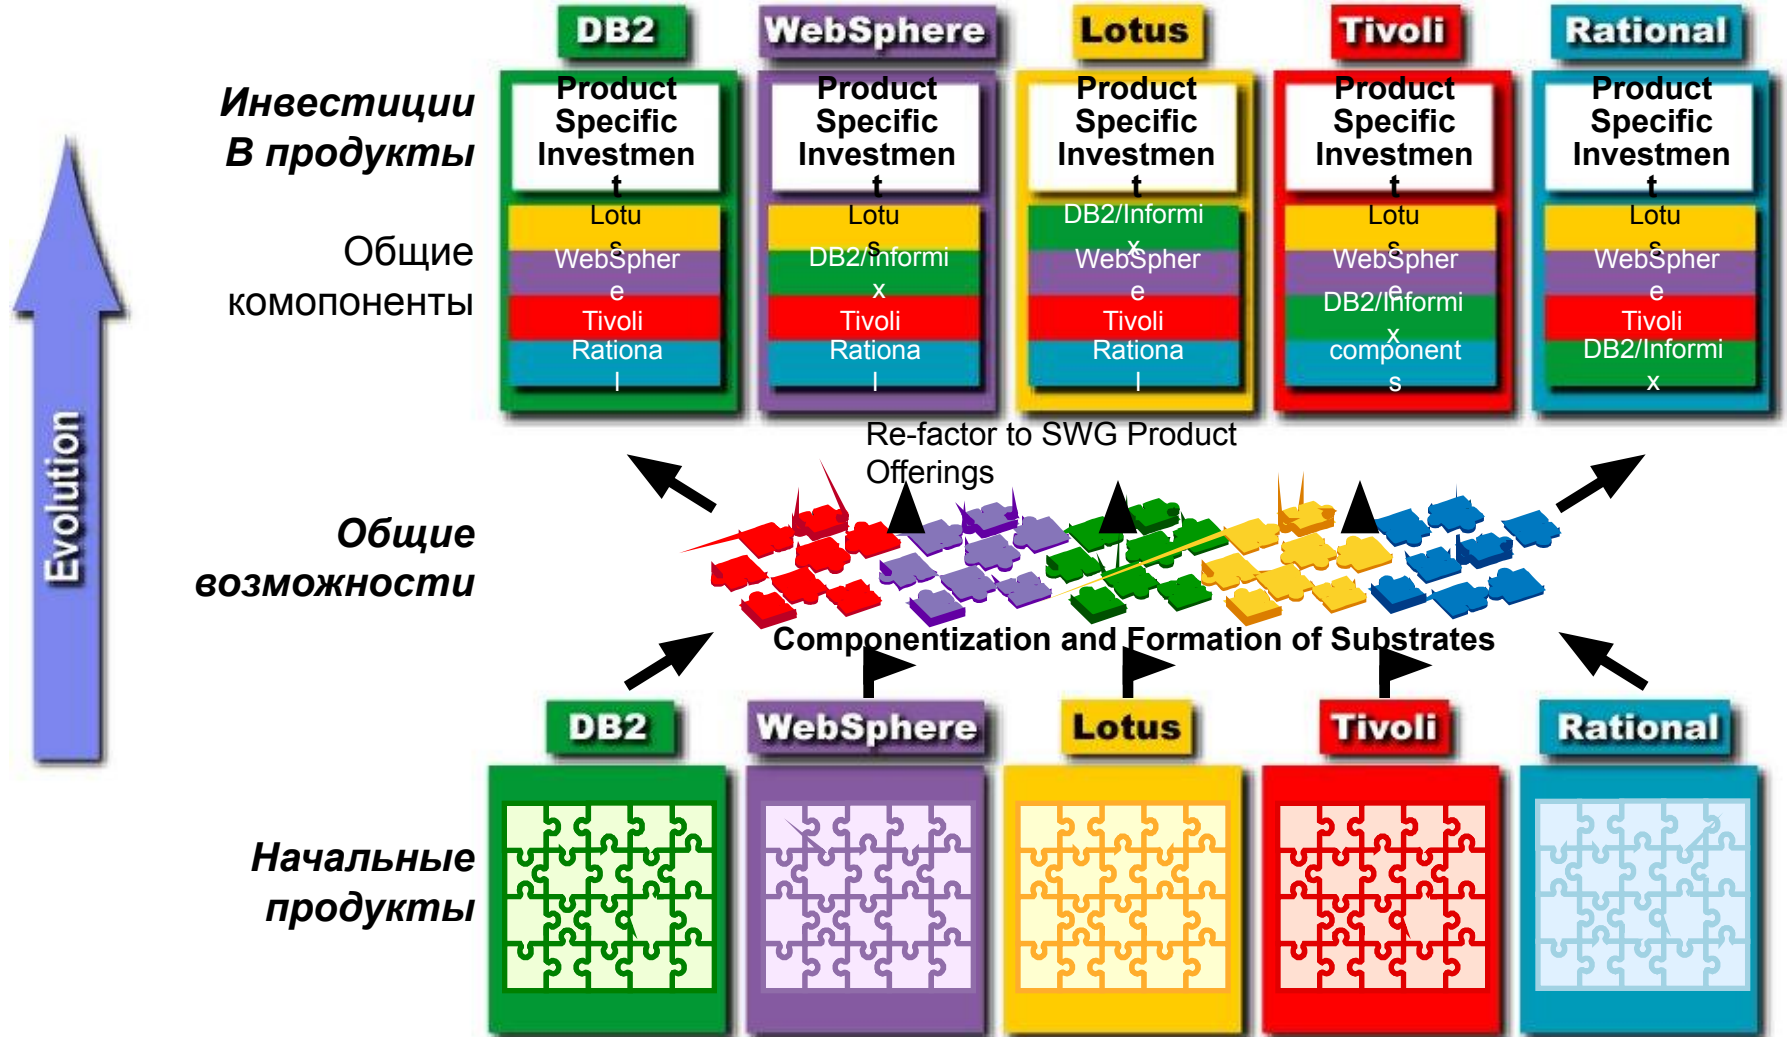 DB2
WebSphere
Lotus
Tivoli
Rational
Инвестиции
В продукты
Product
Specific
Investmen
t
Product
Specific
Investmen
t
Product
Specific
Investmen
t
Product
Specific
Investmen
t
Product
Specific
Investmen
t
Общие
комопоненты
Lotu
s
WebSpher
e
Tivoli
Rationa
l
Lotu
s
DB2/Informi
x
Tivoli
Rationa
l
DB2/Informi
x
WebSpher
e
Tivoli
Rationa
l
Lotu
s
WebSpher
e
DB2/Informi
x
component
s
Lotu
s
WebSpher
e
Tivoli
DB2/Informi
x
Evolution
Re-factor to SWG Product
Offerings
Общие
возможности
Componentization and Formation of Substrates
DB2
WebSphere
Lotus
Tivoli
Rational
Начальные
продукты